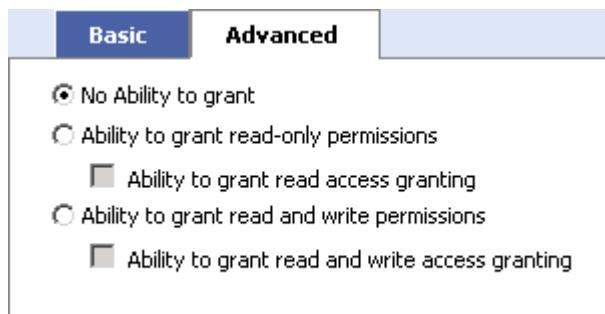 Basic Advanced
No Ability to grant
Ability to grant read-only permissions
Ability to grant read access granting
Ability to grant read and write permissions
Ability to grant read and write access granting